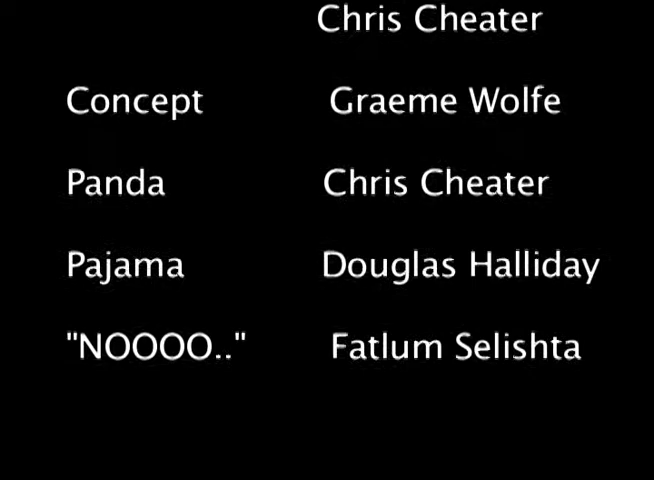 Chris Cheater
Concept Graeme Wolfe
Panda Chris Cheater
Pajama Douglas Halliday
"NOOOO.." Fatlum Selishta